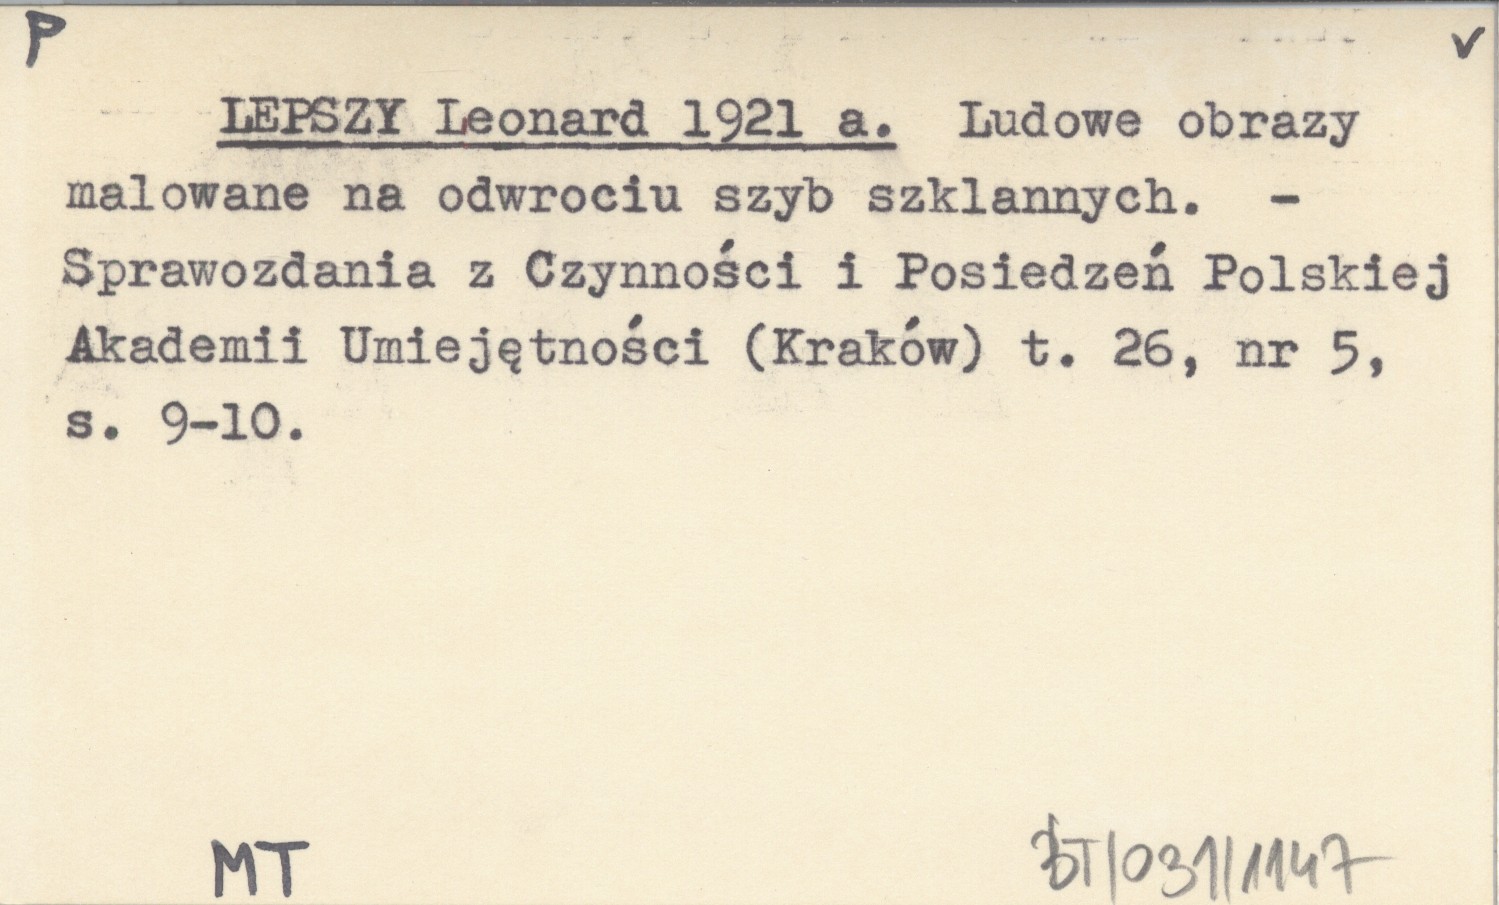 P v
LEPSZY Leonard 1921 a. Ludowe obrazy
malowane na odwrociu szyb szklannych. -
Sprawozdania z Czynności i Posiedzeń Polskiej
Akademii Umiejętności (Kraków) t. 26, nr 5,
s. 9-10.
MT BT/031/1147